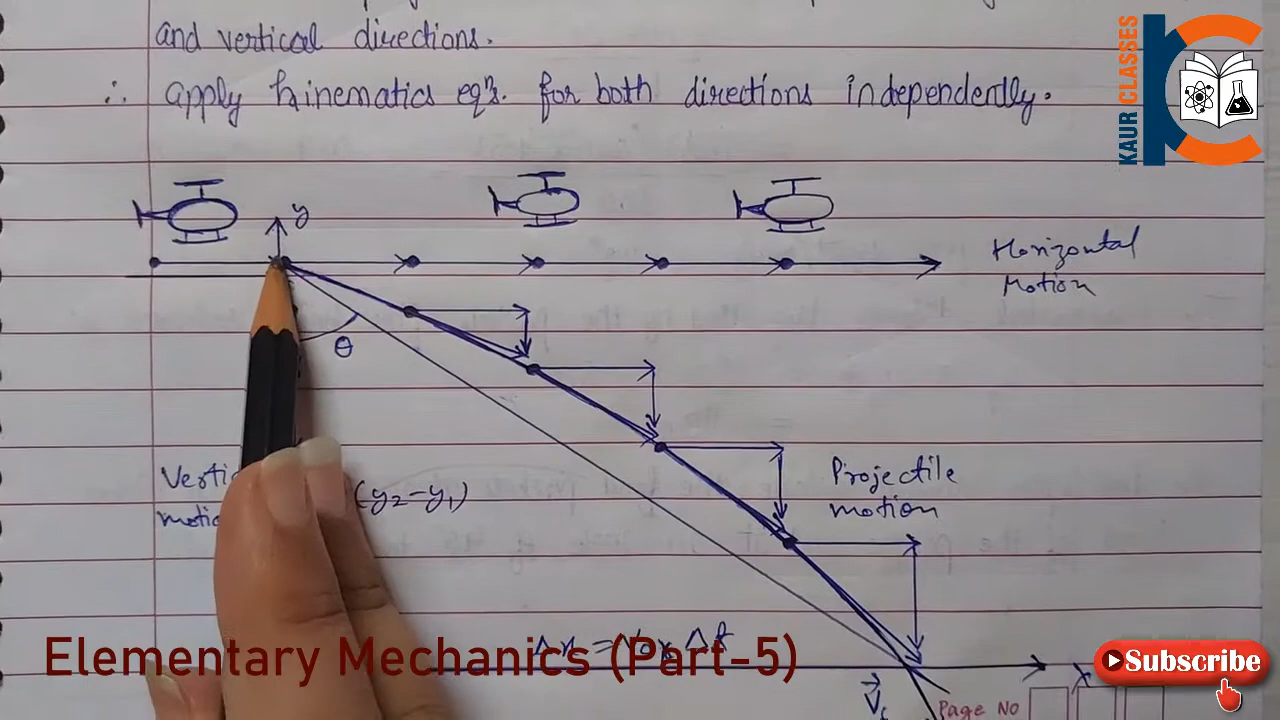 and vertical directions.
∴ apply kinematics eqns. for both directions independently.
KAUR CLASSES
y
Horizontal
Motion
θ
Projectile
motion
(y₂-y₁)
Elementary Mechanics (Part-5)
Subscribe
x
Page No